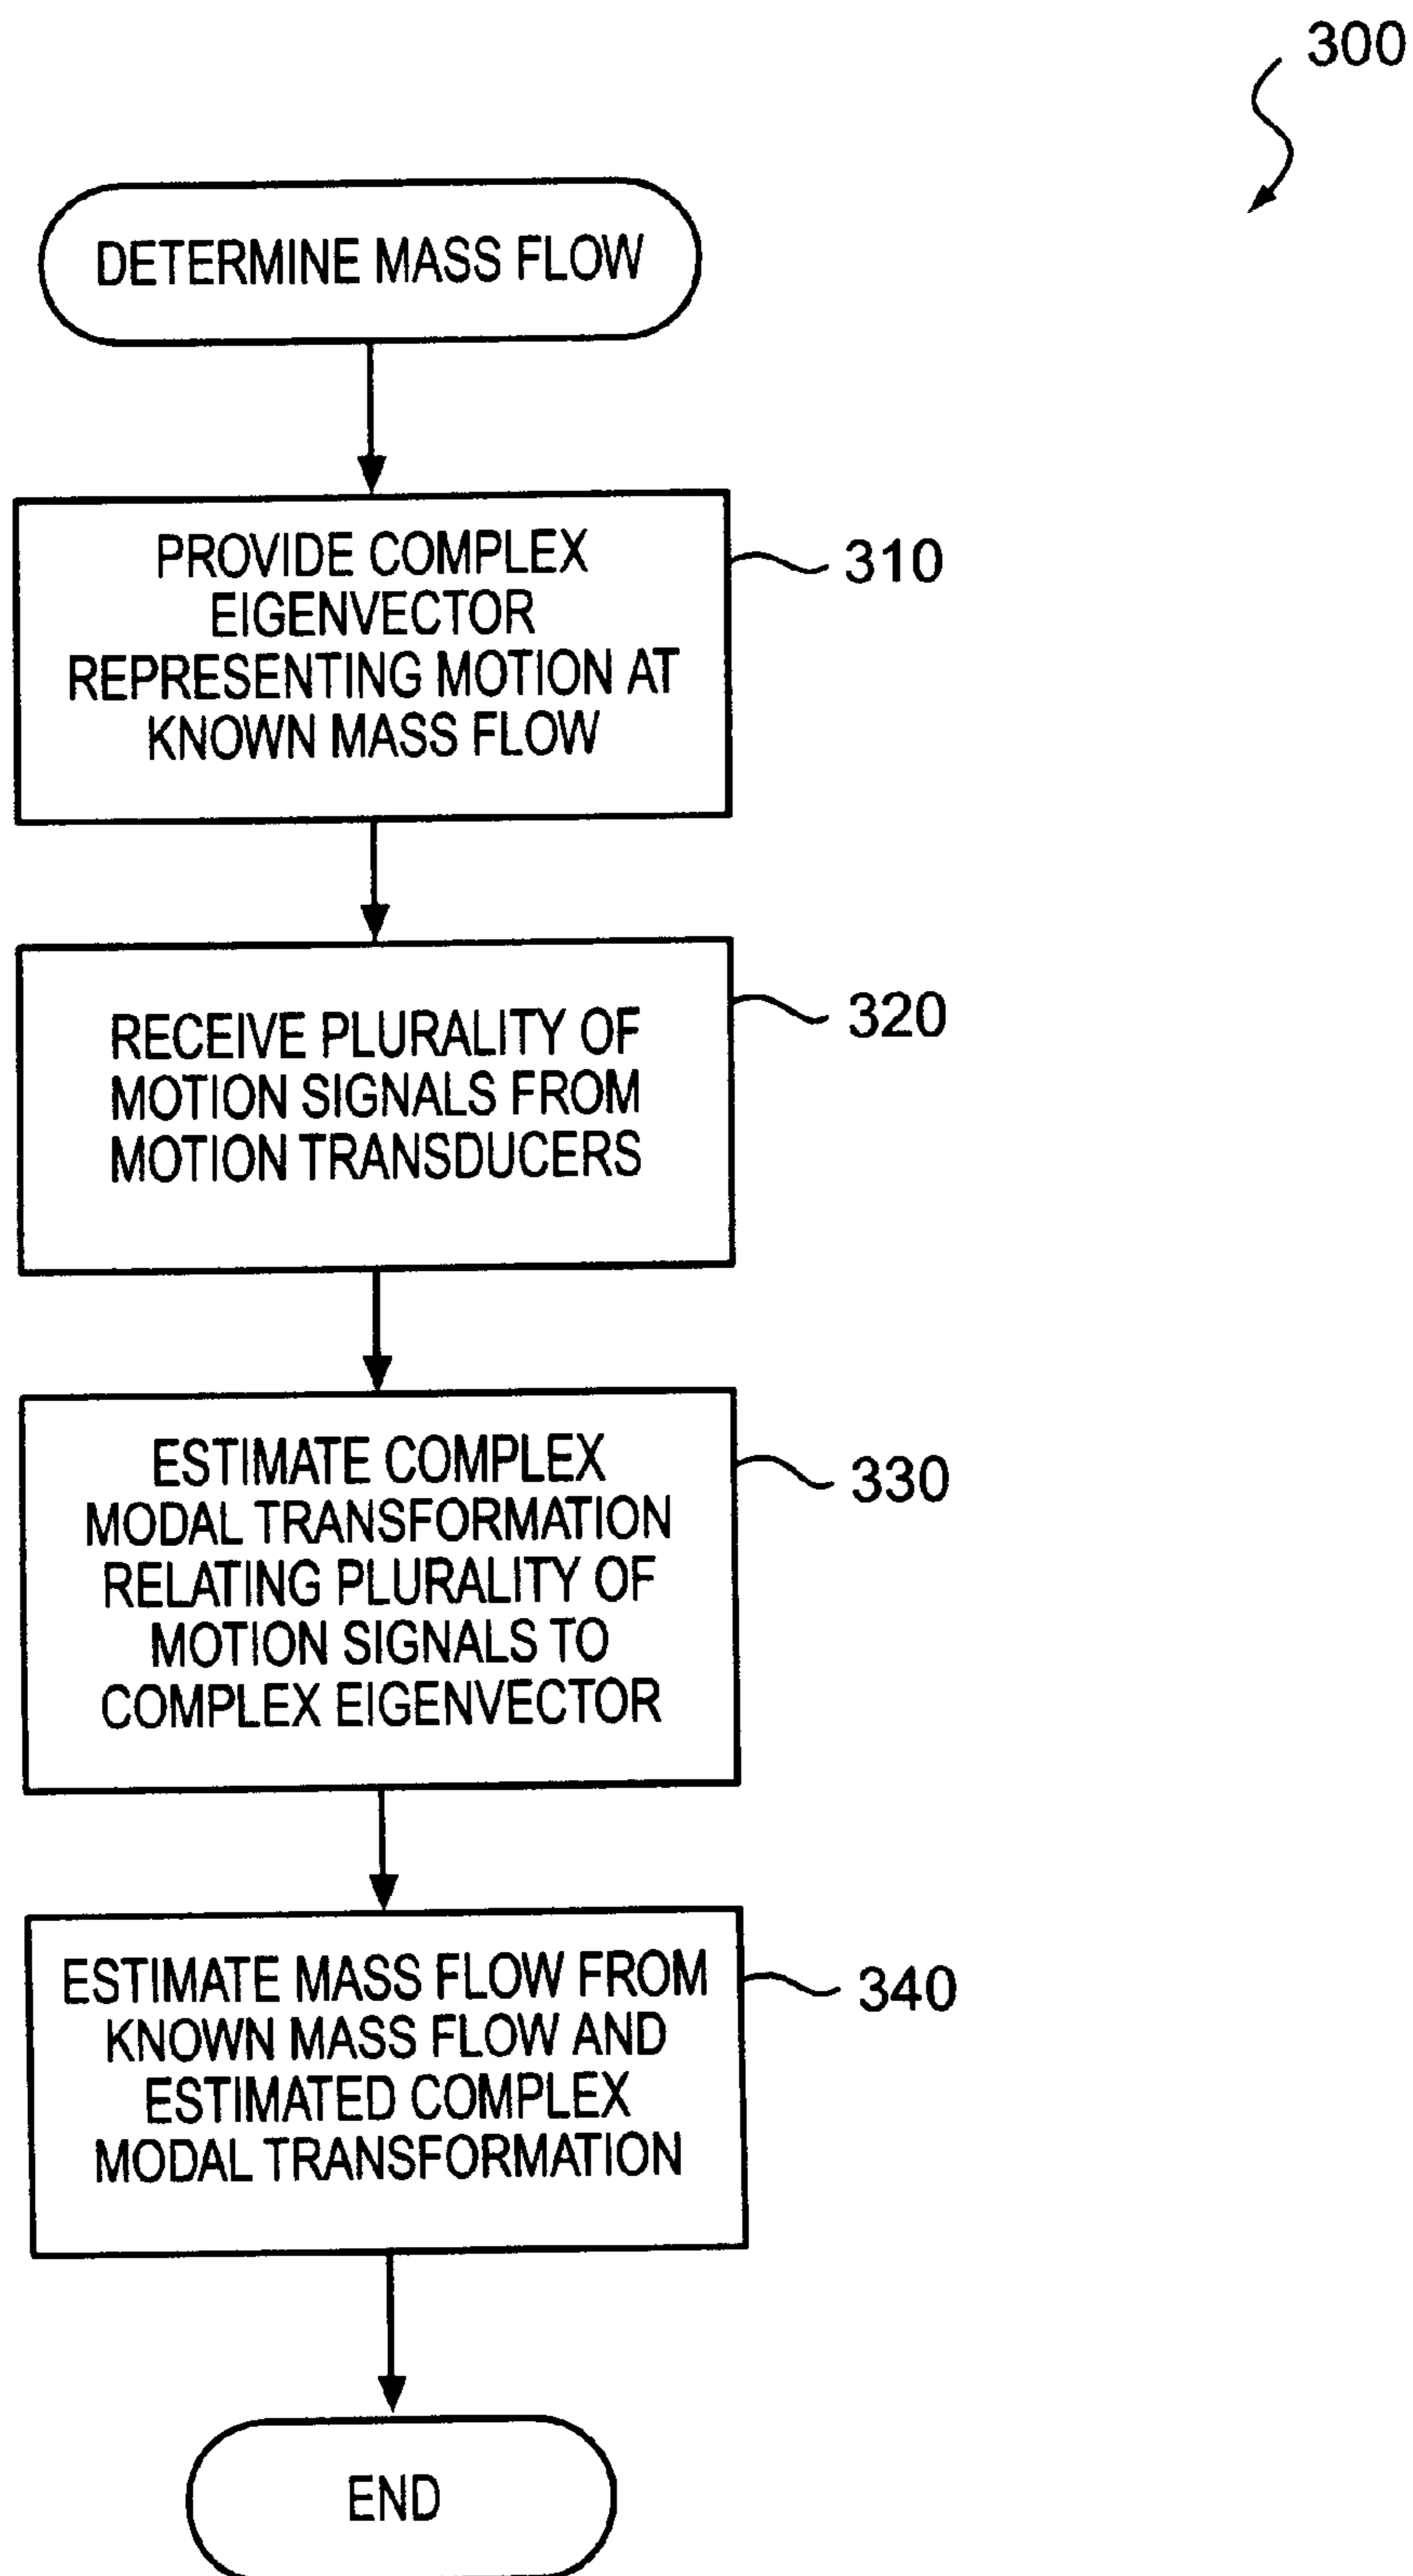 300
DETERMINE MASS FLOW
PROVIDE COMPLEX
EIGENVECTOR
REPRESENTING MOTION AT
KNOWN MASS FLOW
310
RECEIVE PLURALITY OF
MOTION SIGNALS FROM
MOTION TRANSDUCERS
320
ESTIMATE COMPLEX
MODAL TRANSFORMATION
RELATING PLURALITY OF
MOTION SIGNALS TO
COMPLEX EIGENVECTOR
330
ESTIMATE MASS FLOW FROM
KNOWN MASS FLOW AND
ESTIMATED COMPLEX
MODAL TRANSFORMATION
340
END